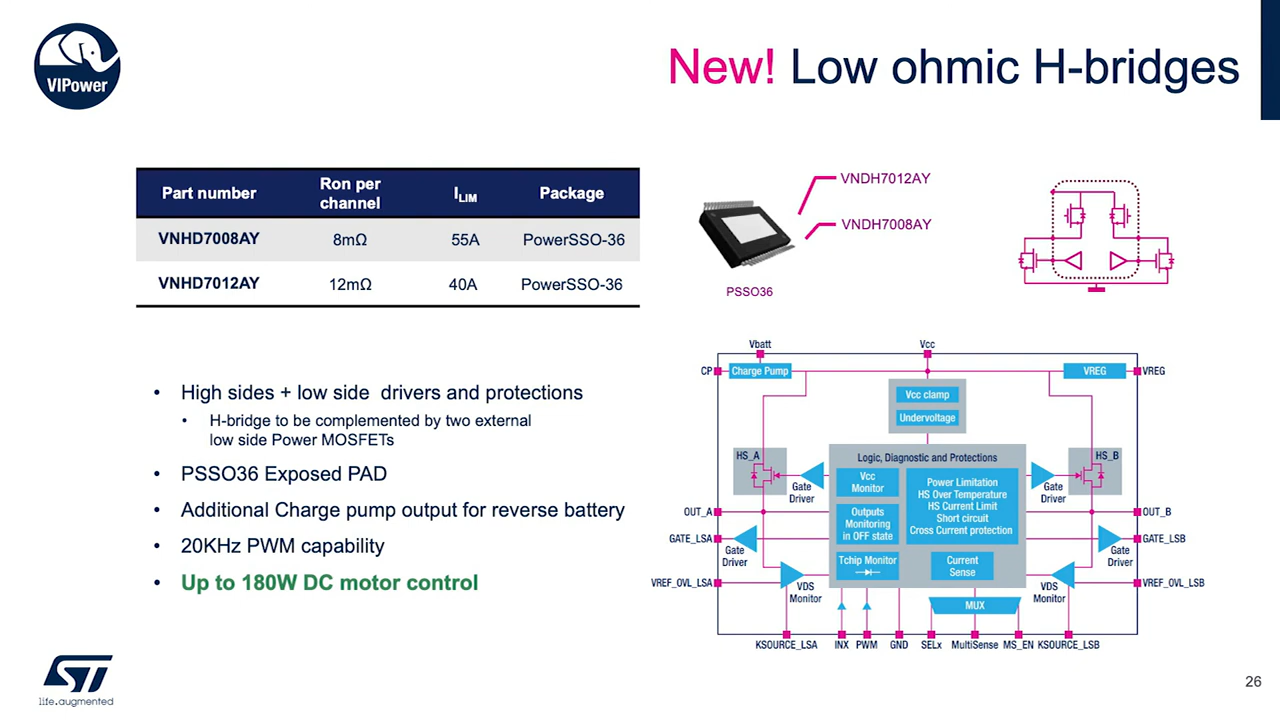 VIPower
New! Low ohmic H-bridges
Part number
Ron per
channel
ILIM
Package
VNHD7008AY
8mΩ
55A
PowerSSO-36
VNHD7012AY
12mΩ
40A
PowerSSO-36
VNDH7012AY
VNDH7008AY
PSSO36
• High sides + low side drivers and protections
• H-bridge to be complemented by two external
low side Power MOSFETs
• PSSO36 Exposed PAD
• Additional Charge pump output for reverse battery
• 20KHz PWM capability
• Up to 180W DC motor control
Vbatt
Vcc
CP
Charge Pump
VREG
VREG
Vcc clamp
Undervoltage
HS_A
Logic, Diagnostic and Protections
HS_B
Gate
Driver
Vcc
Monitor
Power Limitation
HS Over Temperature
HS Current Limit
Short circuit
Cross Current protection
Gate
Driver
OUT_A
Outputs
Monitoring
in OFF state
OUT_B
GATE_LSA
Gate
Driver
GATE_LSB
Gate
Driver
Tchip Monitor
Current
Sense
VREF_OVL_LSA
VDS
Monitor
VDS
Monitor
VREF_OVL_LSB
MUX
KSOURCE_LSA
INX
PWM
GND
SELx
MultiSense
MS_EN
KSOURCE_LSB
ST
life.augmented
26